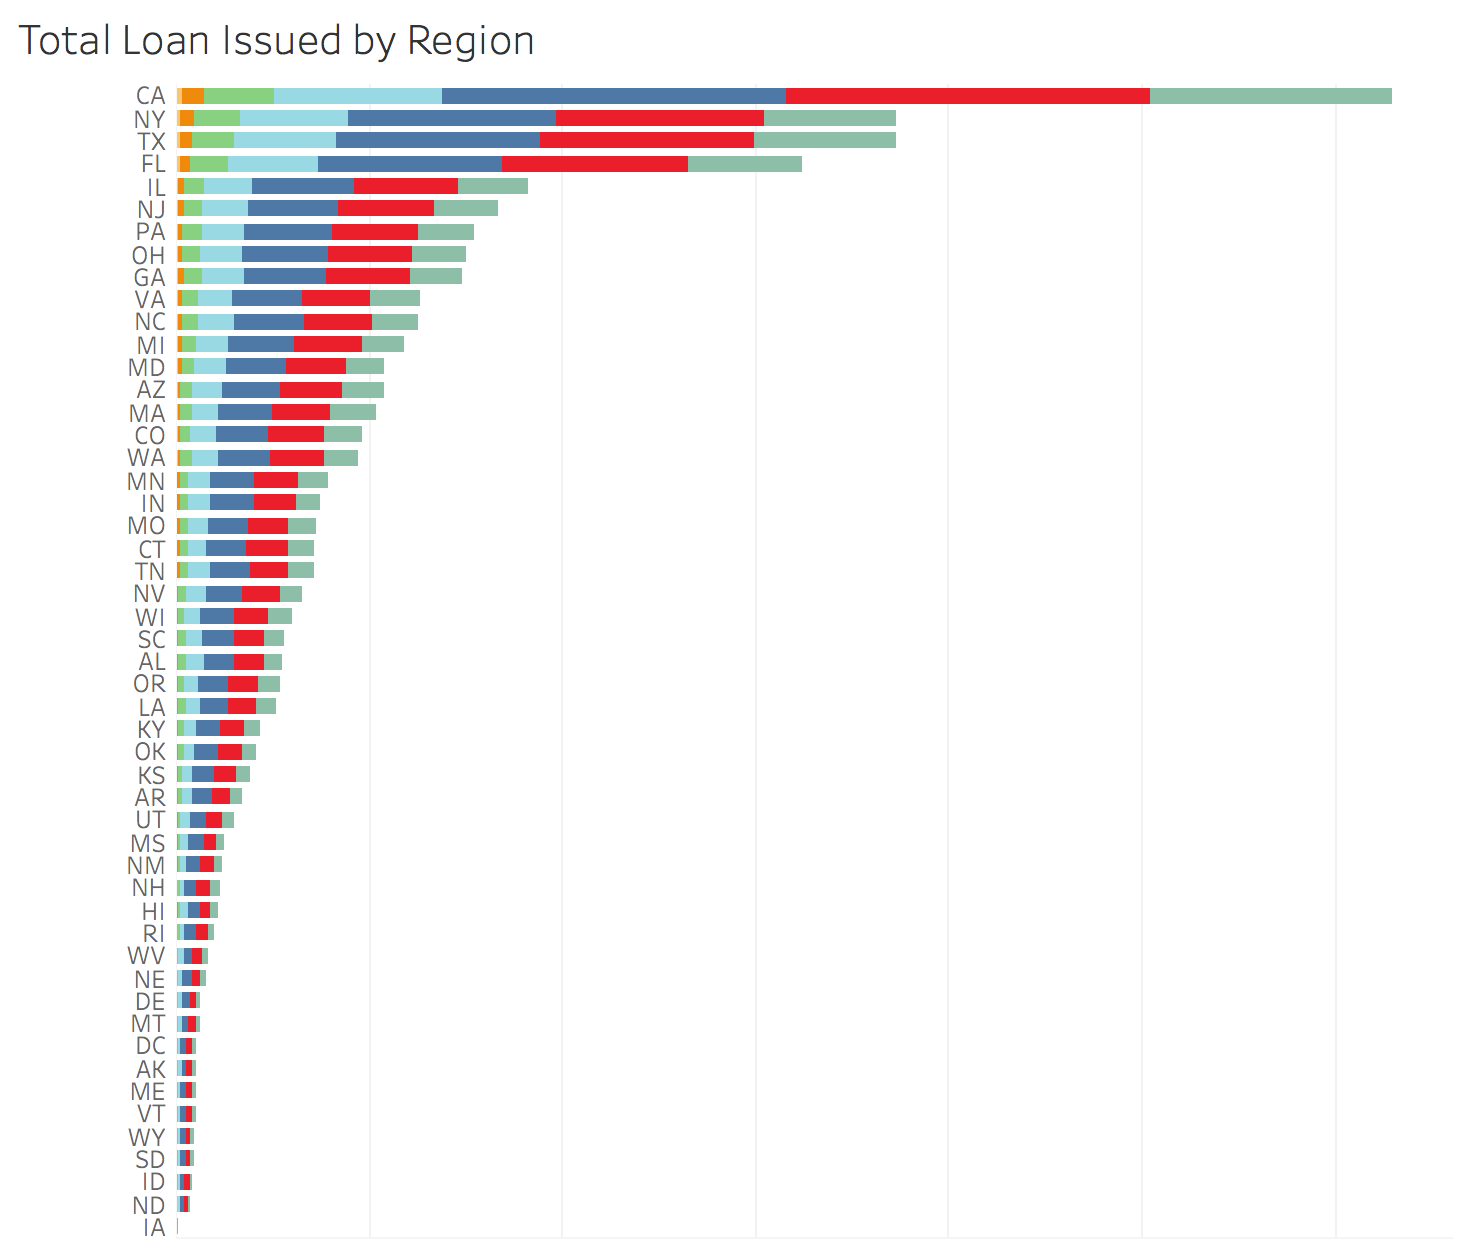 Total Loan Issued by Region
CA
NY
TX
FL
IL
NJ
PA
OH
GA
VA
NC
MI
MD
AZ
MA
CO
WA
MN
IN
MO
CT
TN
NV
WI
SC
AL
OR
LA
KY
OK
KS
AR
UT
MS
NM
NH
HI
RI
WV
NE
DE
MT
DC
AK
ME
VT
WY
SD
ID
ND
IA